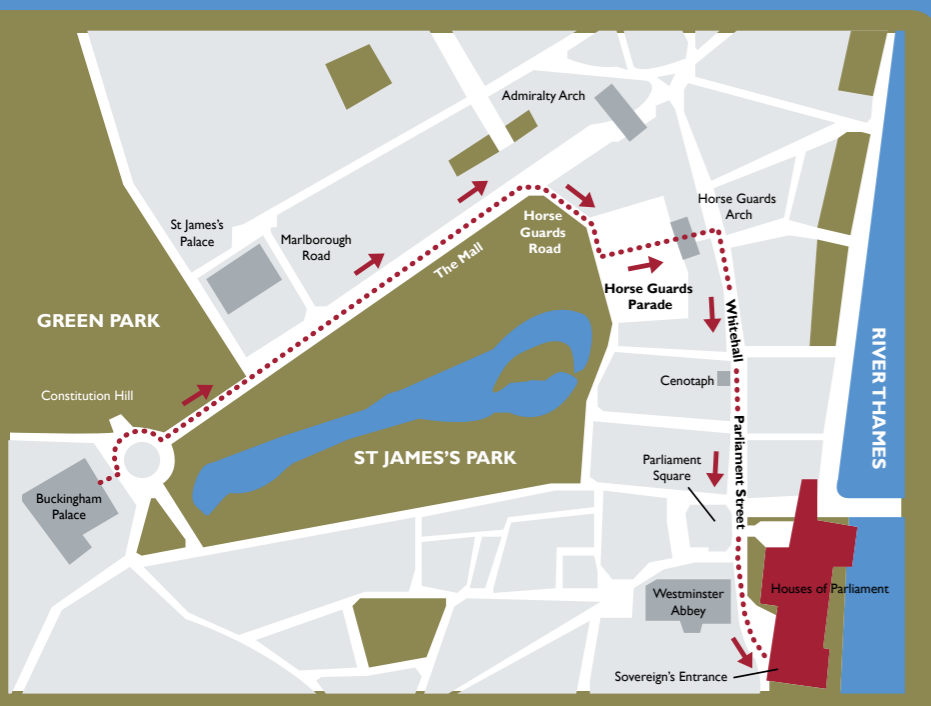 Admiralty Arch
Horse Guards
Arch
St James's
Palace
Marlborough
Road
Horse
Guards
Road
The Mall
Horse Guards
Parade
GREEN PARK
Whitehall
RIVER THAMES
Constitution Hill
Cenotaph
ST JAMES'S PARK
Parliament Street
Parliament
Square
Buckingham
Palace
Houses of Parliament
Westminster
Abbey
Sovereign's Entrance